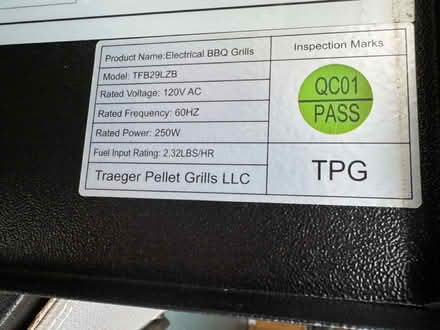 Product Name:Electrical BBQ Grills
Model: TFB29LZB
Rated Voltage: 120V AC
Rated Frequency: 60HZ
Rated Power: 250W
Fuel Input Rating: 2.32LBS/HR
Traeger Pellet Grills LLC
Inspection Marks
QC01
PASS
TPG